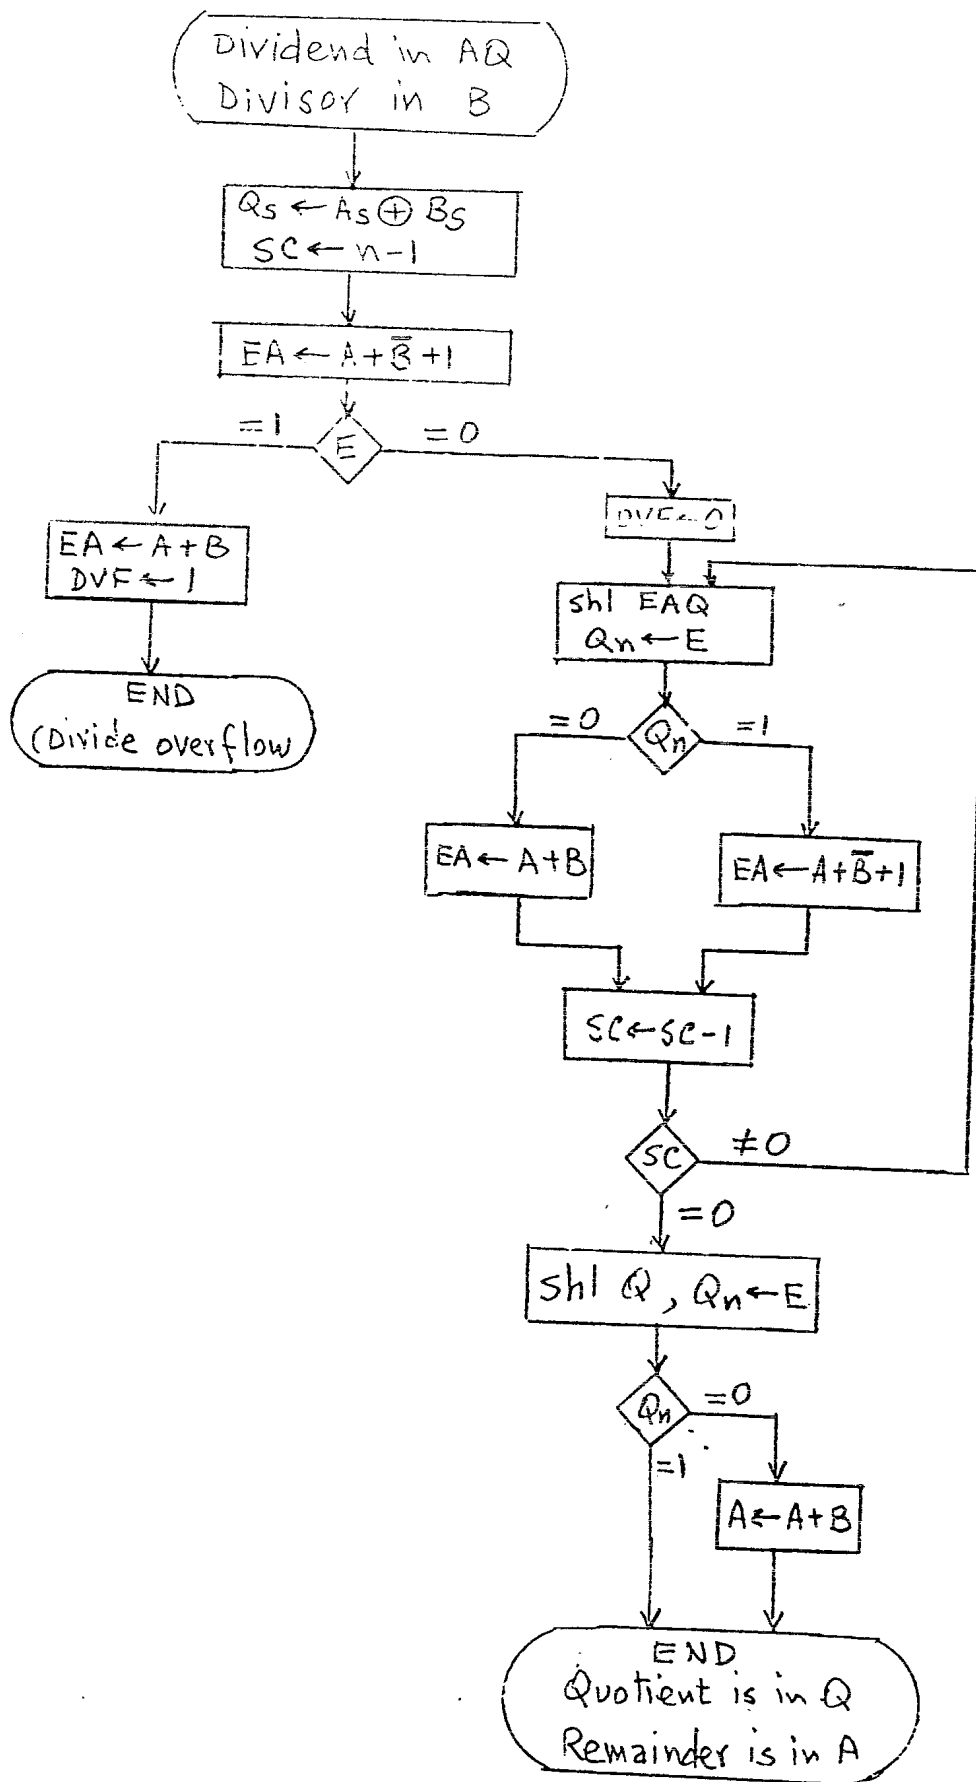 Dividend in AQ
Divisor in B
Qs ← As ⊕ Bs
SC ← n-1
EA ← A + B̅ + 1
E
=1
=0
EA ← A + B
DVF ← 1
END
(Divide overflow
DVF ← 0
shl EAQ
Qn ← E
Qn
=0
=1
EA ← A + B
EA ← A + B̅ + 1
SC ← SC - 1
SC
≠0
=0
shl Q, Qn ← E
Qn
=0
=1
A ← A + B
END
Quotient is in Q
Remainder is in A